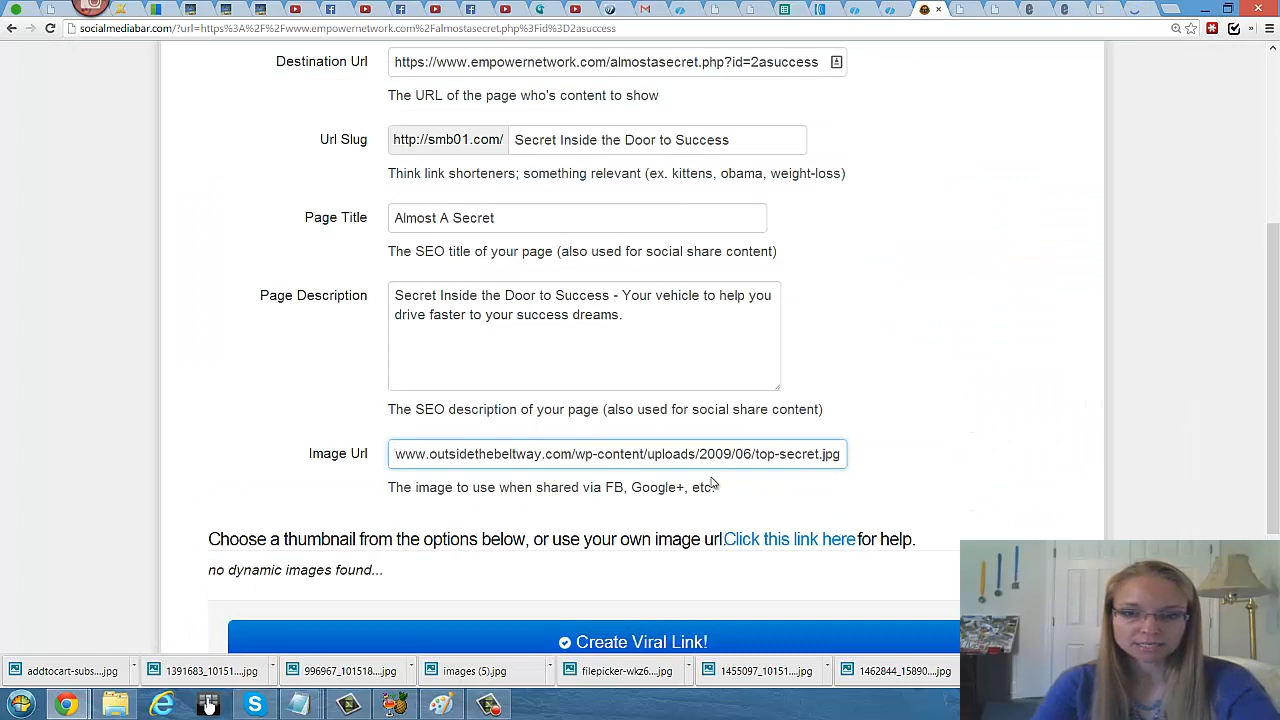 socialmediabar.com/?url=https%3A%2F%2Fwww.empowernetwork.com%2Falmostasecret.php%3Fid%3D2asuccess
Destination Url
https://www.empowernetwork.com/almostasecret.php?id=2asuccess
The URL of the page who's content to show
Url Slug
http://smb01.com/ Secret Inside the Door to Success
Think link shorteners; something relevant (ex. kittens, obama, weight-loss)
Page Title
Almost A Secret
The SEO title of your page (also used for social share content)
Page Description
Secret Inside the Door to Success - Your vehicle to help you
drive faster to your success dreams.
The SEO description of your page (also used for social share content)
Image Url
www.outsidethebeltway.com/wp-content/uploads/2009/06/top-secret.jpg
The image to use when shared via FB, Google+, etc.
Choose a thumbnail from the options below, or use your own image url.Click this link here for help.
no dynamic images found...
Create Viral Link!
addtocart-subs....jpg 1391683_10151....jpg 996967_101518....jpg images (5).jpg filepicker-wkz6....jpg 1455097_10151....jpg 1462844_15890....jpg